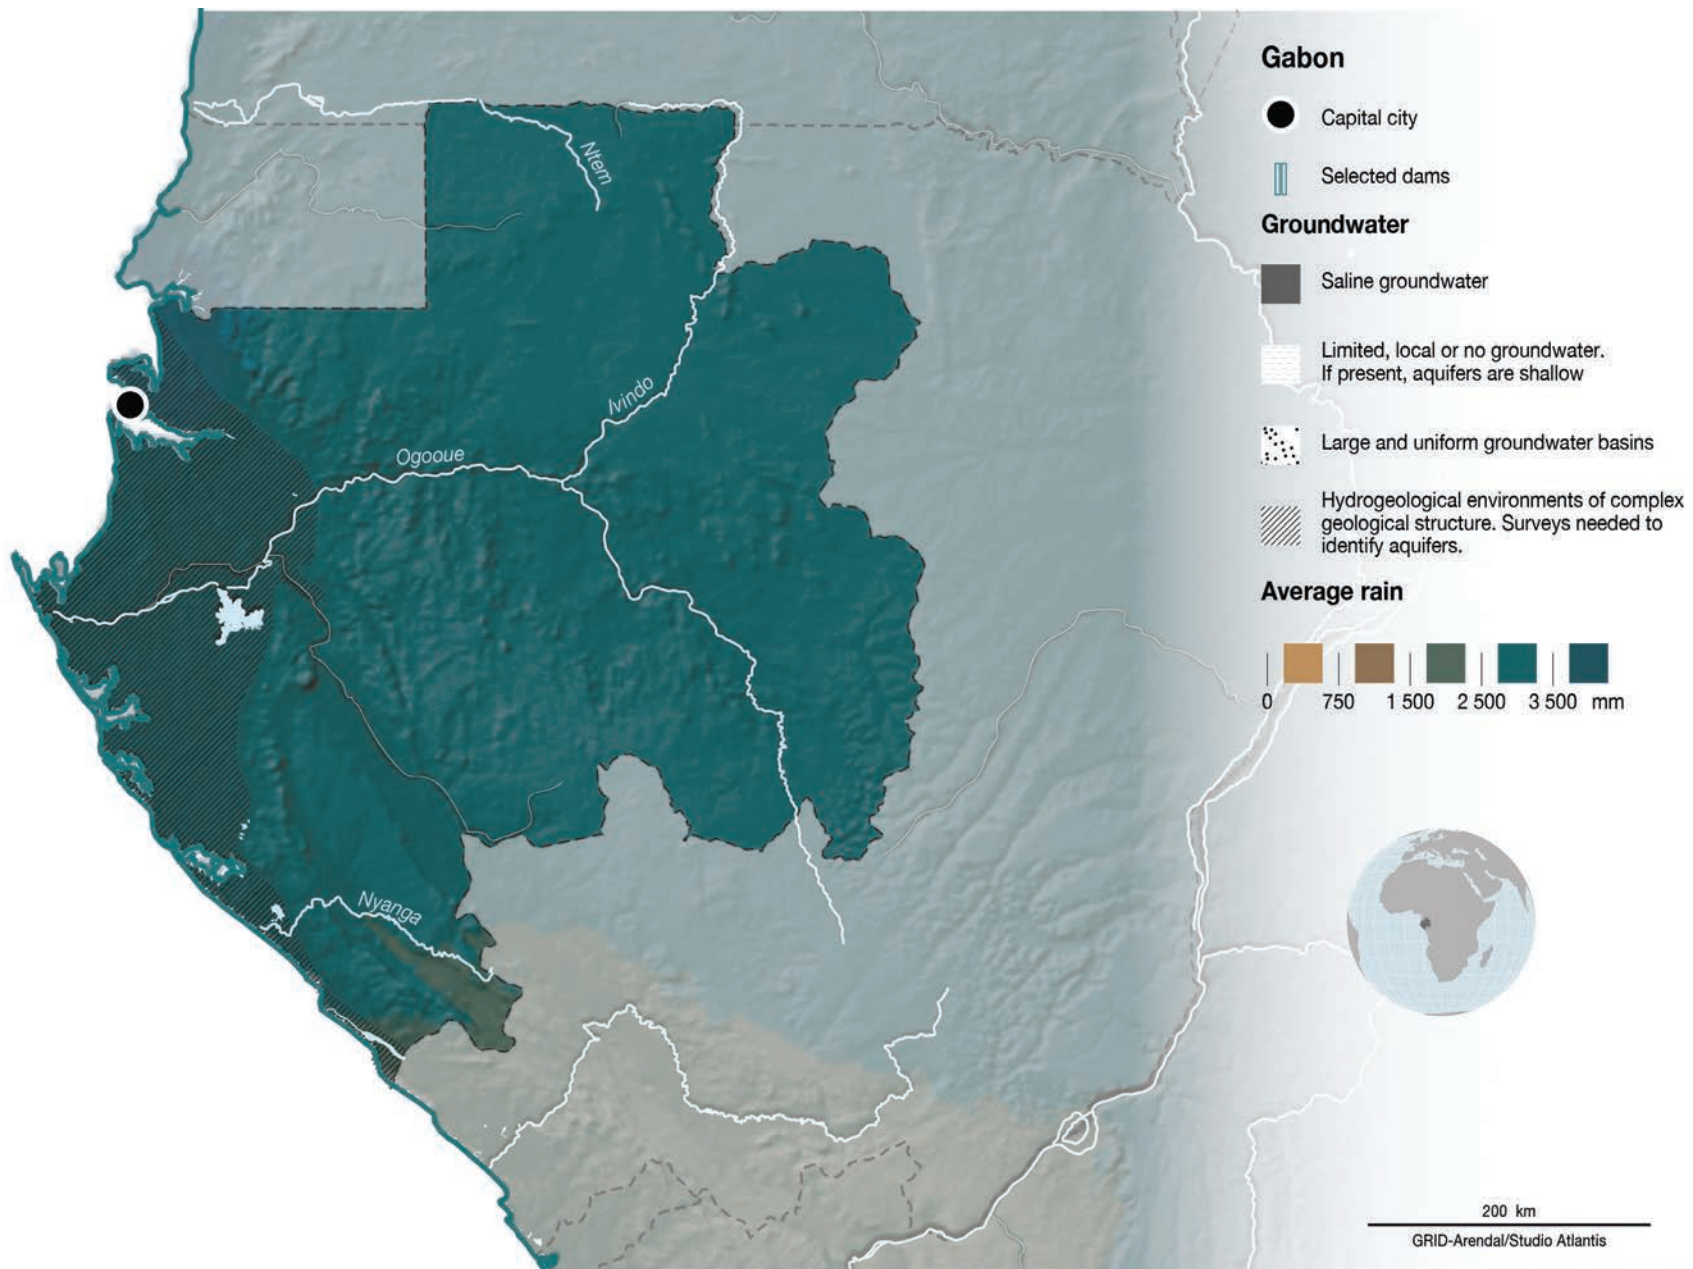 Gabon
Capital city
Selected dams
Groundwater
Saline groundwater
Limited, local or no groundwater.
If present, aquifers are shallow
Large and uniform groundwater basins
Hydrogeological environments of complex
geological structure. Surveys needed to
identify aquifers.
Average rain
0 750 1 500 2 500 3 500 mm
Ntem
Ivindo
Ogooue
Nyanga
200 km
GRID-Arendal/Studio Atlantis